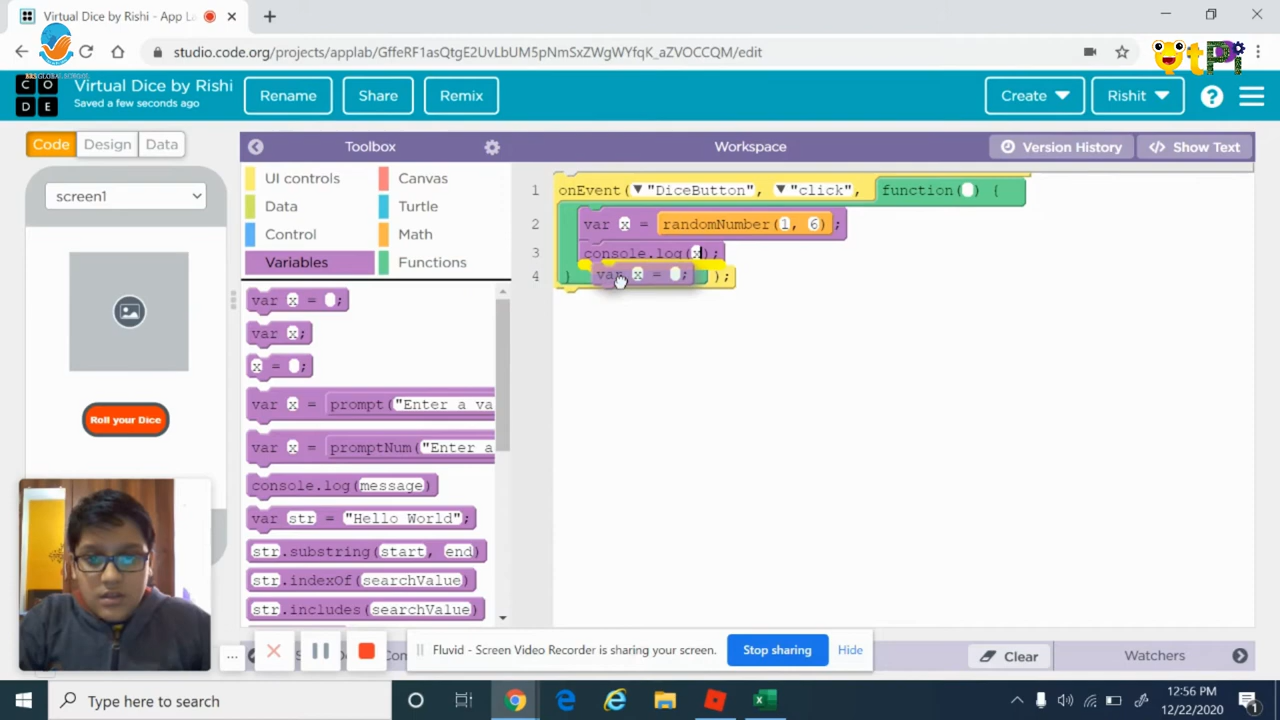 Virtual Dice by Rishi - App La
studio.code.org/projects/applab/GffeRF1asQtgE2UvLbUM5pNmSxZWgWYfqK_aZVOCCQM/edit
BRS GLOBAL SCHOOL
OtPi
C O
D E
Virtual Dice by Rishi
Saved a few seconds ago
Rename
Share
Remix
Create
Rishit
?
Code
Design
Data
Toolbox
Workspace
Version History
</> Show Text
screen1
Roll your Dice
UI controls
Canvas
Data
Turtle
Control
Math
Variables
Functions
var x = ;
var x;
x = ;
var x = prompt("Enter a va
var x = promptNum("Enter a
console.log(message)
var str = "Hello World";
str.substring(start, end)
str.indexOf(searchValue)
str.includes(searchValue)
1 onEvent( "DiceButton", "click", function( ) {
2 var x = randomNumber(1, 6);
3 console.log(x);
4 } );
var x = ;
Fluvid - Screen Video Recorder is sharing your screen.
Stop sharing
Hide
Clear
Watchers
Type here to search
12:56 PM
12/22/2020
1